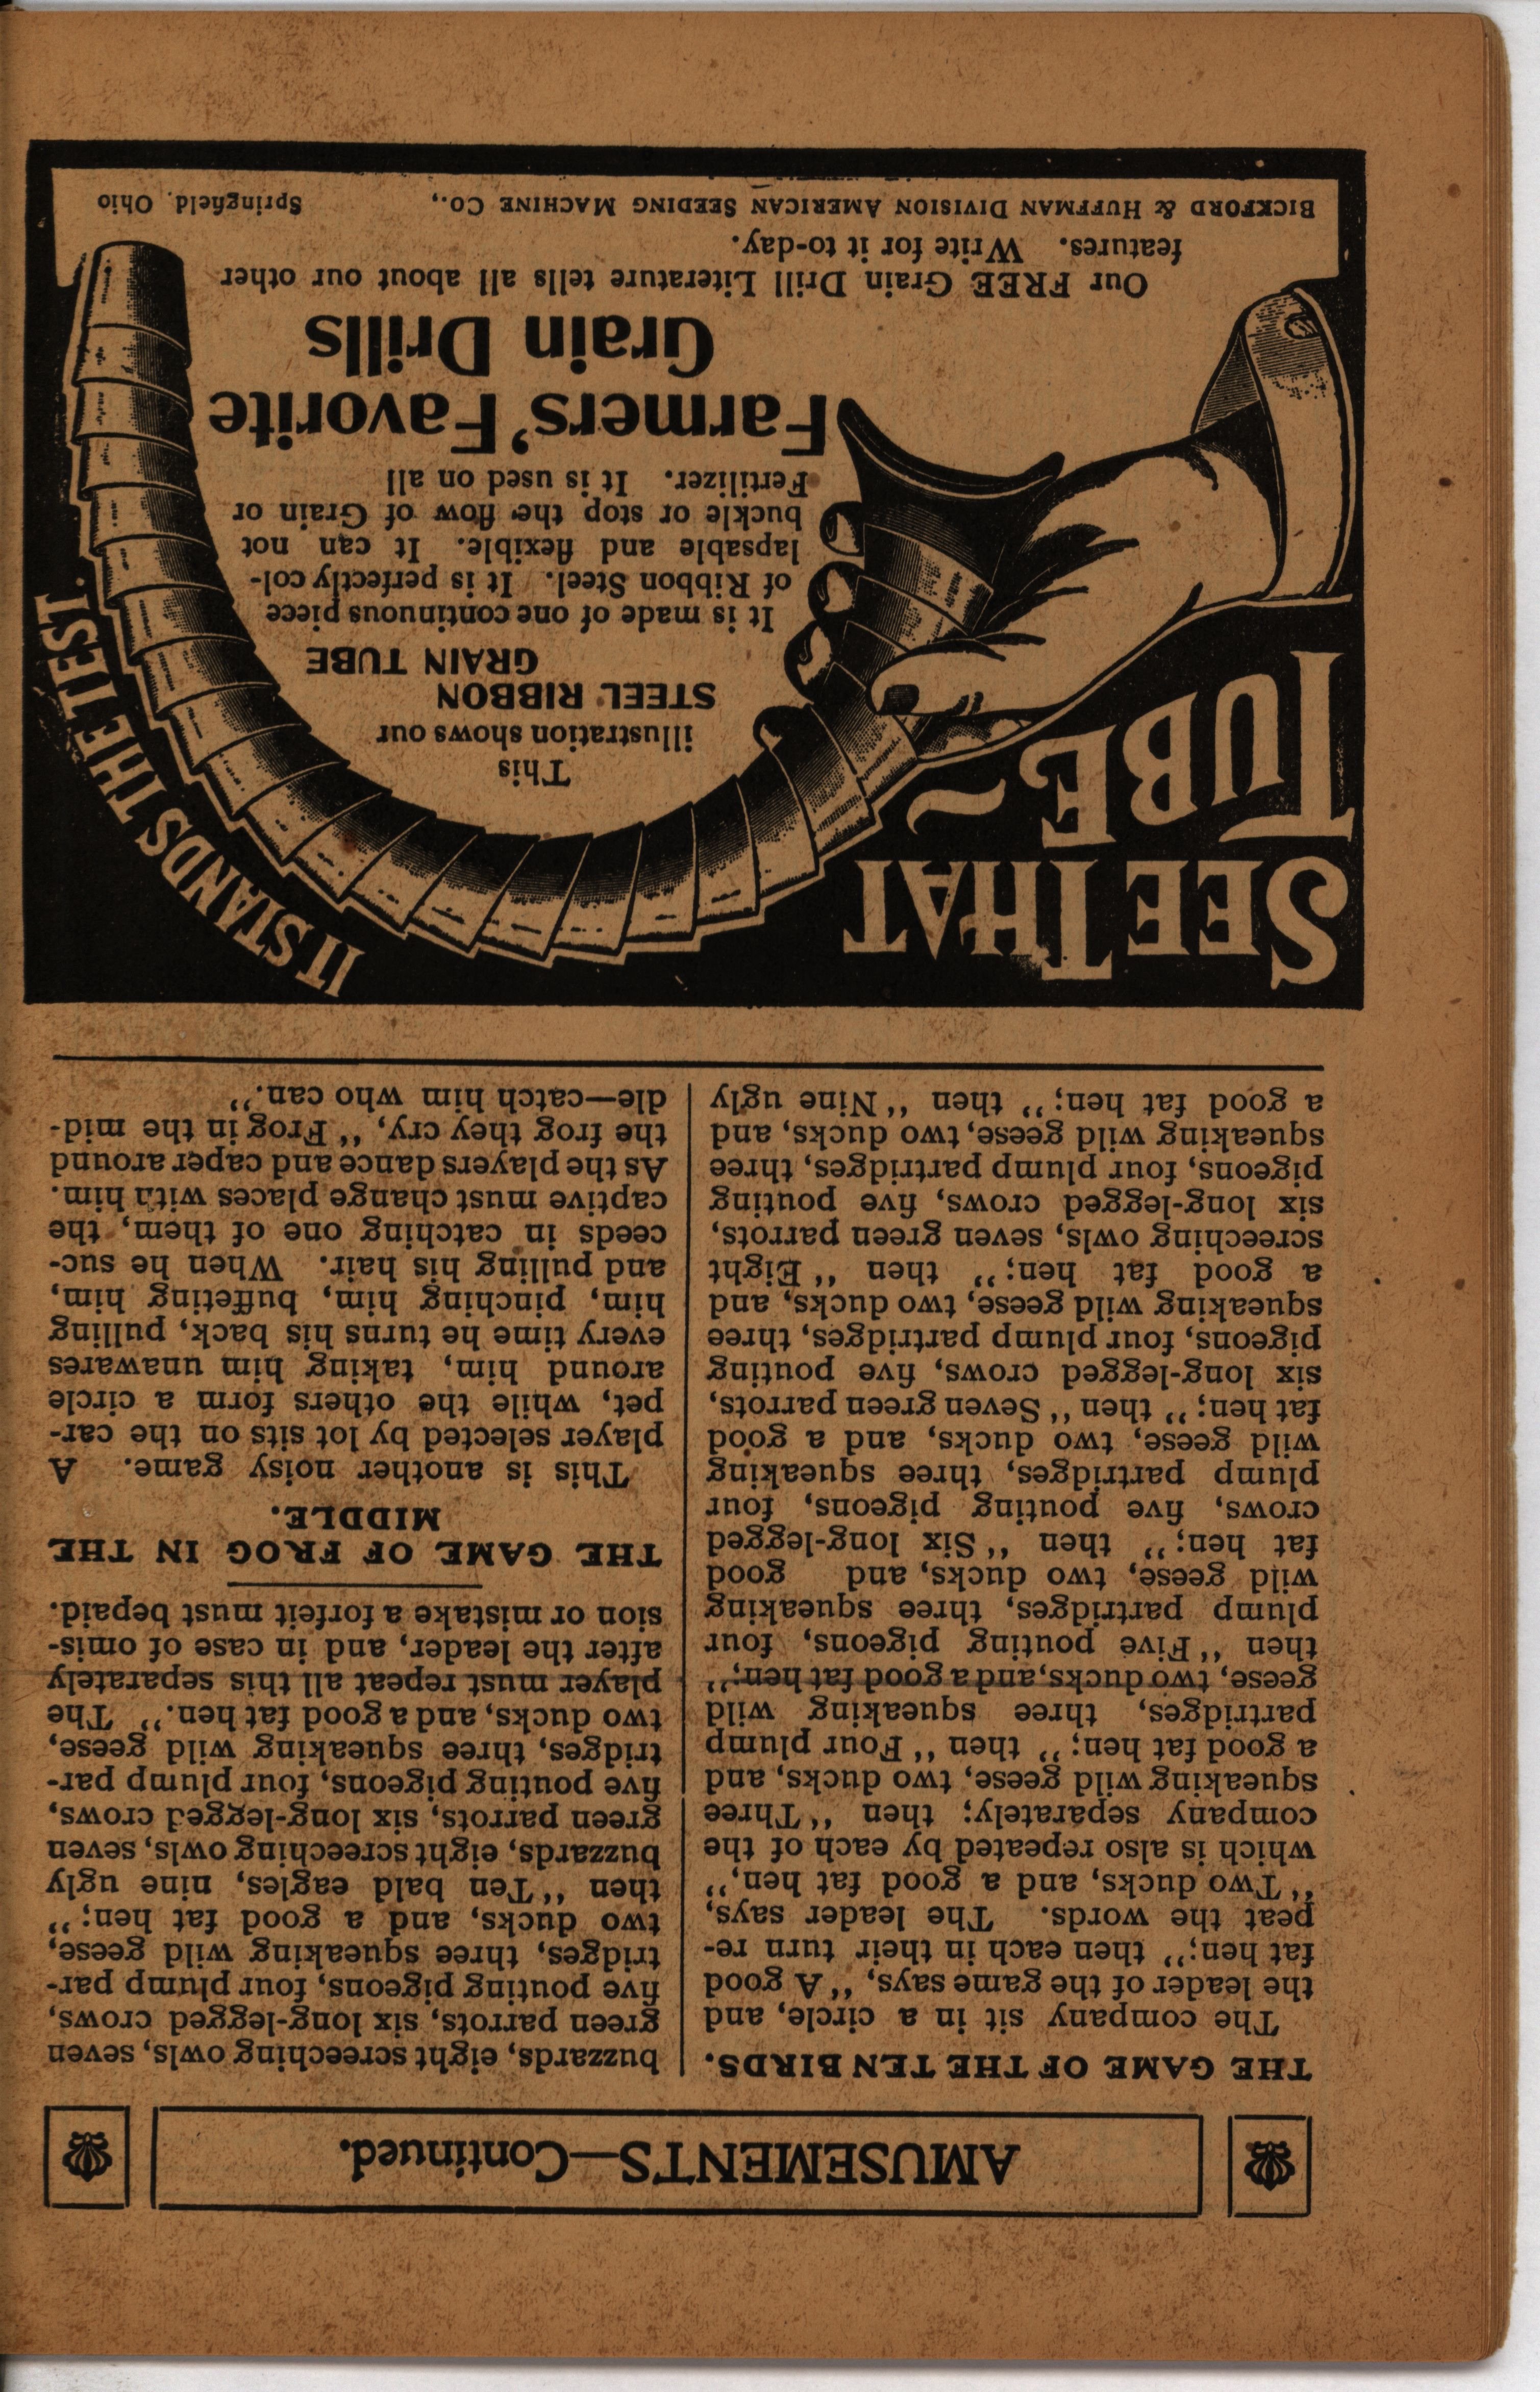 AMUSEMENTS—Continued.
THE GAME OF THE TEN BIRDS.
The company sit in a circle, and
the leader of the game says, “A good
fat hen;” then each in their turn re-
peat the words. The leader says,
“Two ducks, and a good fat hen,”
which is also repeated by each of the
company separately; then “Three
squeaking wild geese, two ducks, and
a good fat hen;” then “Four plump
partridges, three squeaking wild
geese, two ducks, and a good fat hen;”
then “Five pouting pigeons, four
plump partridges, three squeaking
wild geese, two ducks, and good
fat hen;” then “Six long-legged
crows, five pouting pigeons, four
plump partridges, three squeaking
wild geese, two ducks, and a good
fat hen;” then “Seven green parrots,
six long-legged crows, five pouting
pigeons, four plump partridges, three
squeaking wild geese, two ducks, and
a good fat hen;” then “Eight
screeching owls, seven green parrots,
six long-legged crows, five pouting
pigeons, four plump partridges, three
squeaking wild geese, two ducks, and
a good fat hen;” then “Nine ugly
buzzards, eight screeching owls, seven
green parrots, six long-legged crows,
five pouting pigeons, four plump par-
tridges, three squeaking wild geese,
two ducks, and a good fat hen;”
then “Ten bald eagles, nine ugly
buzzards, eight screeching owls, seven
green parrots, six long-legged crows,
five pouting pigeons, four plump par-
tridges, three squeaking wild geese,
two ducks, and a good fat hen.” The
player must repeat all this separately
after the leader, and in case of omis-
sion or mistake a forfeit must be paid.
THE GAME OF FROG IN THE
MIDDLE.
This is another noisy game. A
player selected by lot sits on the car-
pet, while the others form a circle
around him, taking him unawares
every time he turns his back, pulling
him, pinching him, buffeting him,
and pulling his hair. When he suc-
ceeds in catching one of them, the
captive must change places with him.
As the players dance and caper around
the frog they cry, “Frog in the mid-
dle—catch him who can.”
SEE THAT
TUBE~
IT STANDS THE TEST.
This
illustration shows our
STEEL RIBBON
GRAIN TUBE
It is made of one continuous piece
of Ribbon Steel. It is perfectly col-
lapsable and flexible. It can not
buckle or stop the flow of Grain or
Fertilizer. It is used on all
Farmers' Favorite
Grain Drills
Our FREE Grain Drill Literature tells all about our other
features. Write for it to-day.
BICKFORD & HUFFMAN DIVISION AMERICAN SEEDING MACHINE CO., Springfield, Ohio